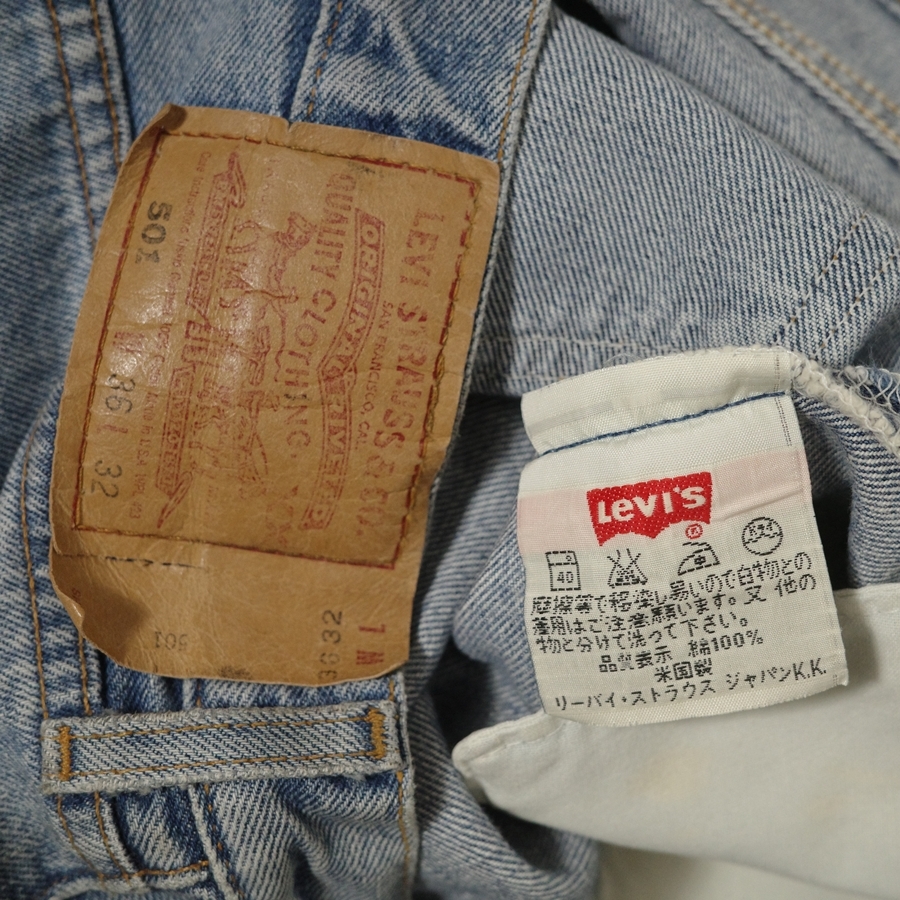 LEVI STRAUSS & CO.
SAN FRANCISCO, CAL.
ORIGINAL RIVETED
QUALITY CLOTHING
501
W 36 L 32
501
36 32
LEVI'S
®
40
摩擦等で移染し易いので白物との
着用はご注意願います。又 他の
物と分けて洗って下さい。
品質表示 綿100%
米国製
リーバイ・ストラウス ジャパンK.K.